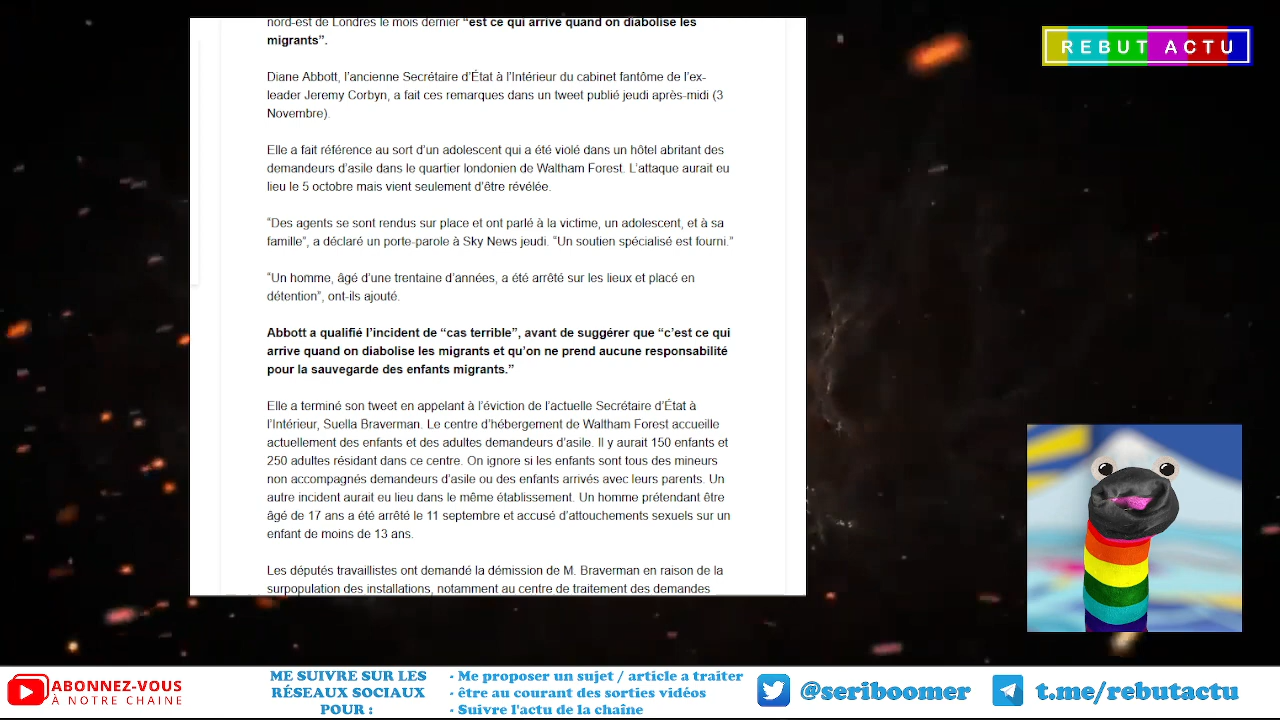 nord-est de Londres le mois dernier “est ce qui arrive quand on diabolise les
migrants”.
Diane Abbott, l’ancienne Secrétaire d’État à l’Intérieur du cabinet fantôme de l’ex-
leader Jeremy Corbyn, a fait ces remarques dans un tweet publié jeudi après-midi (3
Novembre).
Elle a fait référence au sort d’un adolescent qui a été violé dans un hôtel abritant des
demandeurs d’asile dans le quartier londonien de Waltham Forest. L’attaque aurait eu
lieu le 5 octobre mais vient seulement d’être révélée.
“Des agents se sont rendus sur place et ont parlé à la victime, un adolescent, et à sa
famille”, a déclaré un porte-parole à Sky News jeudi. “Un soutien spécialisé est fourni.”
“Un homme, âgé d’une trentaine d’années, a été arrêté sur les lieux et placé en
détention”, ont-ils ajouté.
Abbott a qualifié l’incident de “cas terrible”, avant de suggérer que “c’est ce qui
arrive quand on diabolise les migrants et qu’on ne prend aucune responsabilité
pour la sauvegarde des enfants migrants.”
Elle a terminé son tweet en appelant à l’éviction de l’actuelle Secrétaire d’État à
l’Intérieur, Suella Braverman. Le centre d’hébergement de Waltham Forest accueille
actuellement des enfants et des adultes demandeurs d’asile. Il y aurait 150 enfants et
250 adultes résidant dans ce centre. On ignore si les enfants sont tous des mineurs
non accompagnés demandeurs d’asile ou des enfants arrivés avec leurs parents. Un
autre incident aurait eu lieu dans le même établissement. Un homme prétendant être
âgé de 17 ans a été arrêté le 11 septembre et accusé d’attouchements sexuels sur un
enfant de moins de 13 ans.
Les députés travaillistes ont demandé la démission de M. Braverman en raison de la
surpopulation des installations, notamment au centre de traitement des demandes
REBUT ACTU
ABONNEZ-VOUS
À NOTRE CHAINE
ME SUIVRE SUR LES
RÉSEAUX SOCIAUX
POUR :
- Me proposer un sujet / article a traiter
- être au courant des sorties vidéos
- Suivre l'actu de la chaîne
@seriboomer
t.me/rebutactu